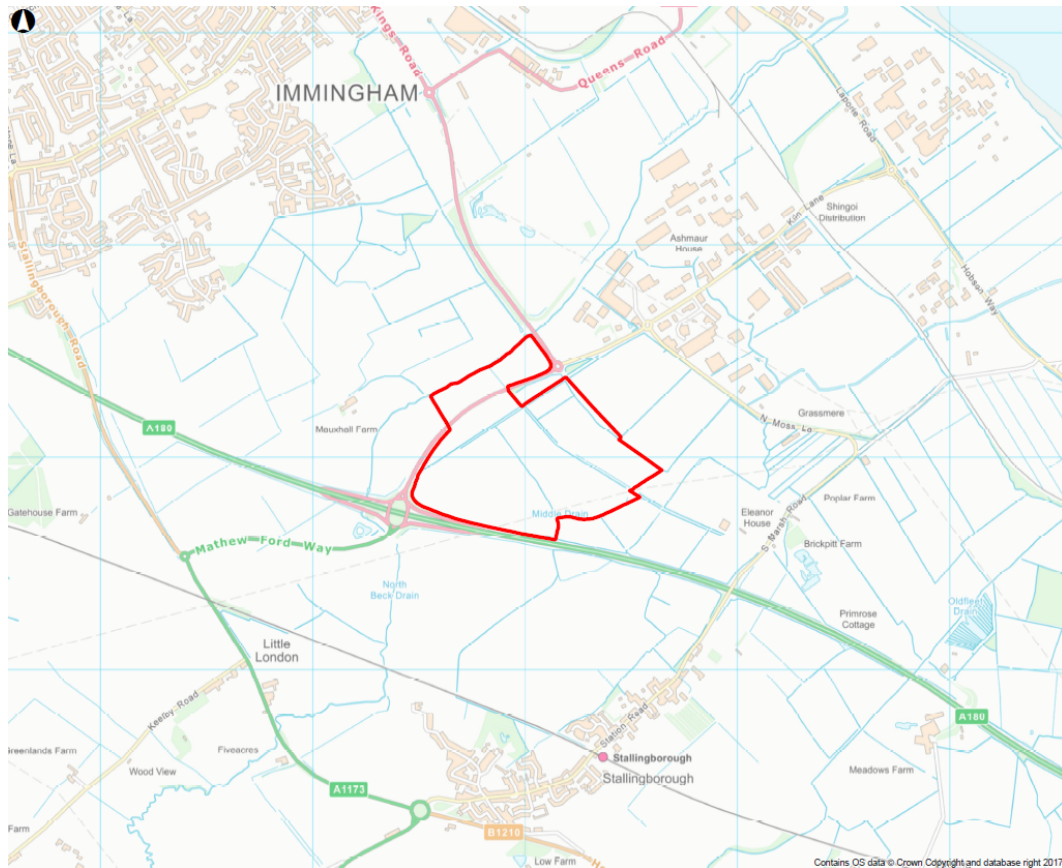 Kings Road
Queens Road
IMMINGHAM
Laporte Road
Kiln Lane
Shingoi
Distribution
Ashmaur
House
Hobson Way
Stallingborough Road
A180
Mouxhall Farm
Grassmere
N Moss La
Gatehouse Farm
Middle Drain
Poplar Farm
Eleanor
House
S Marsh Road
Brickpitt Farm
Mathew Ford Way
North
Beck Drain
Oldfleet
Drain
Primrose
Cottage
Little
London
Keelby Road
Station Road
A180
Greenlands Farm
Fiveacres
Stallingborough
Stallingborough
Wood View
Meadows Farm
A1173
Farm
B1210
Low Farm
Contains OS data © Crown Copyright and database right 2017